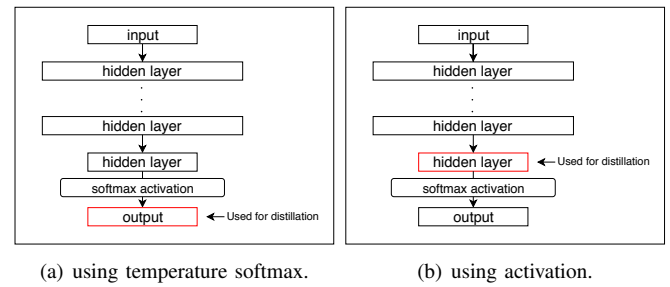 input
hidden layer
.
.
.
hidden layer
hidden layer
softmax activation
output
Used for distillation
(a) using temperature softmax.
input
hidden layer
.
.
.
hidden layer
hidden layer
Used for distillation
softmax activation
output
(b) using activation.